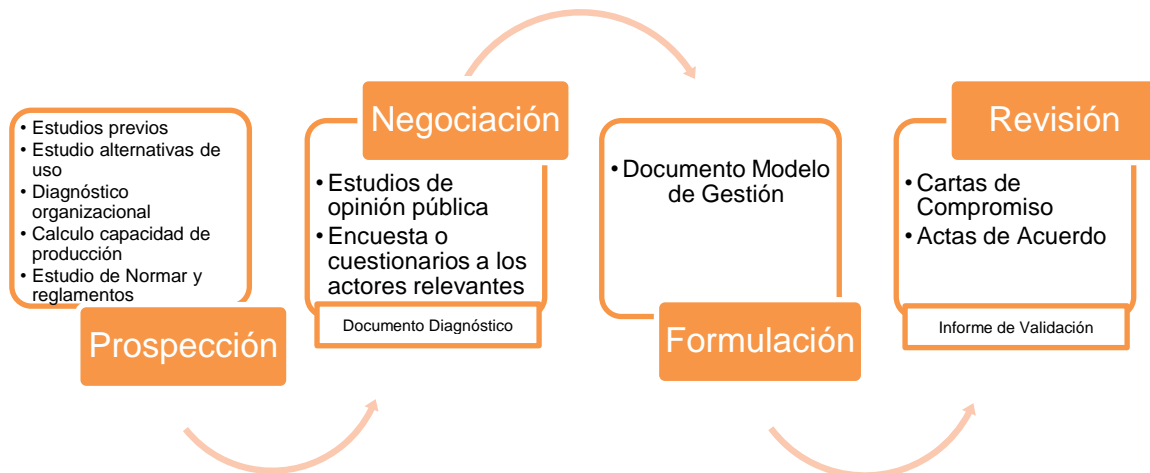 • Estudios previos
• Estudio alternativas de
uso
• Diagnóstico
organizacional
• Calculo capacidad de
producción
• Estudio de Normar y
reglamentos
Prospección
Negociación
• Estudios de
opinión pública
• Encuesta o
cuestionarios a los
actores relevantes
Documento Diagnóstico
• Documento Modelo
de Gestión
Formulación
Revisión
• Cartas de
Compromiso
• Actas de Acuerdo
Informe de Validación